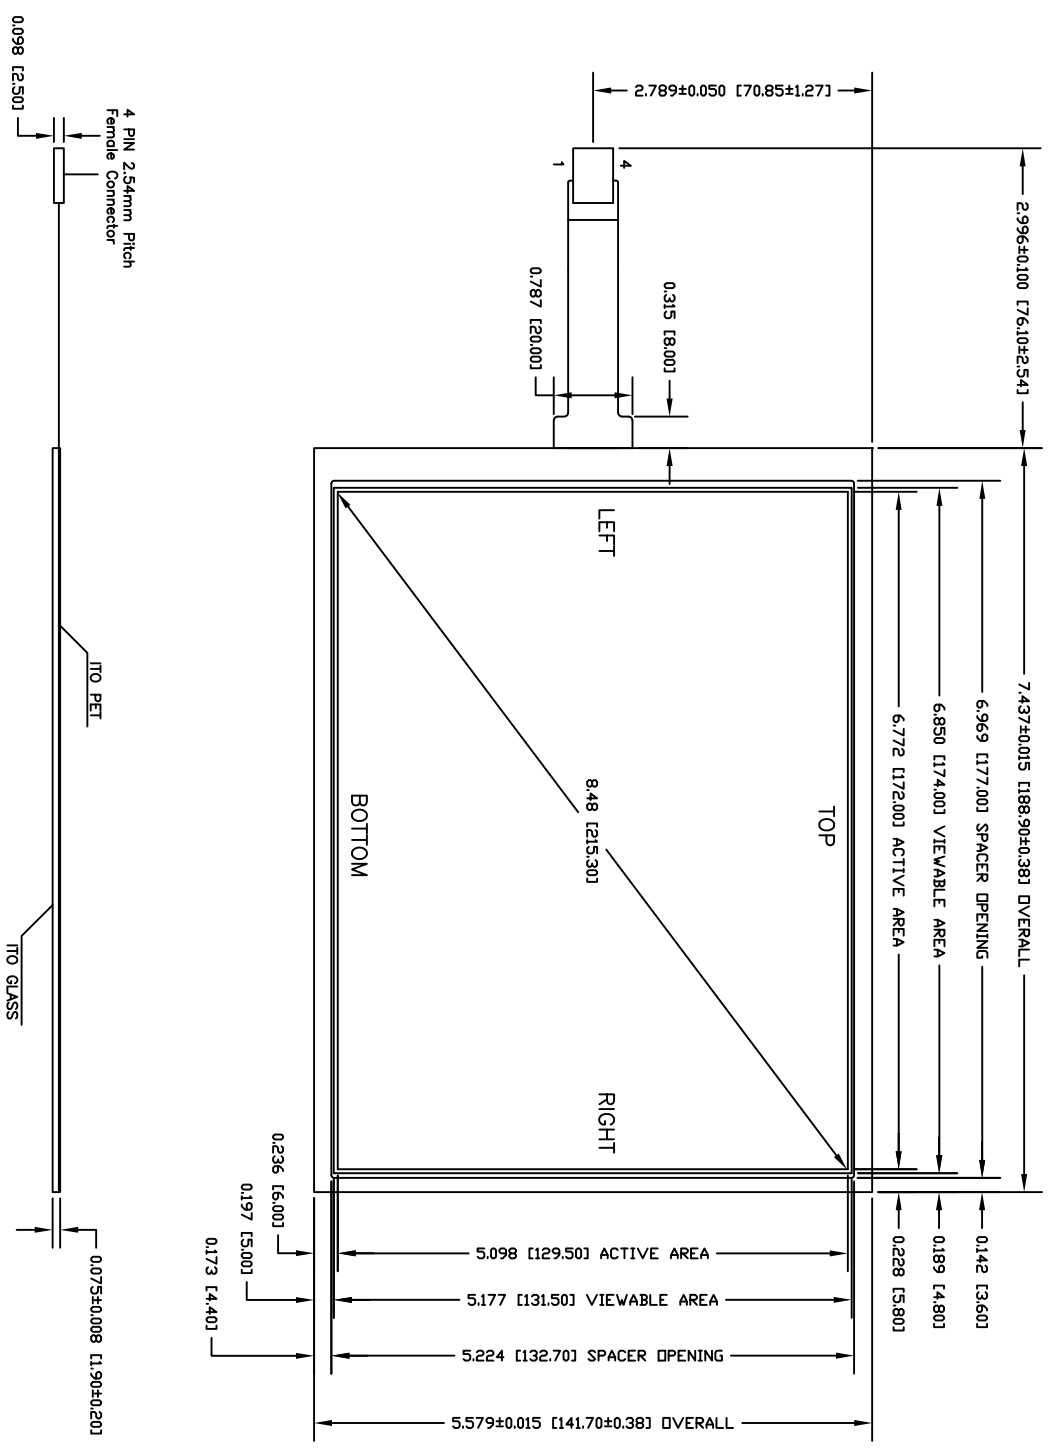 2.789±0.050 [70.85±1.27]
0.098 [2.50]
4 PIN 2.54mm Pitch
Female Connector
1
4
2.996±0.100 [76.10±2.54]
0.787 [20.00]
0.315 [8.00]
LEFT
TOP
BOTTOM
RIGHT
8.48 [215.30]
6.772 [172.00] ACTIVE AREA
6.850 [174.00] VIEWABLE AREA
6.969 [177.00] SPACER OPENING
7.437±0.015 [188.90±0.38] OVERALL
ITO PET
ITO GLASS
0.236 [6.00]
0.197 [5.00]
0.173 [4.40]
0.228 [5.80]
0.189 [4.80]
0.142 [3.60]
5.098 [129.50] ACTIVE AREA
5.177 [131.50] VIEWABLE AREA
5.224 [132.70] SPACER OPENING
5.579±0.015 [141.70±0.38] OVERALL
0.075±0.008 [1.90±0.20]